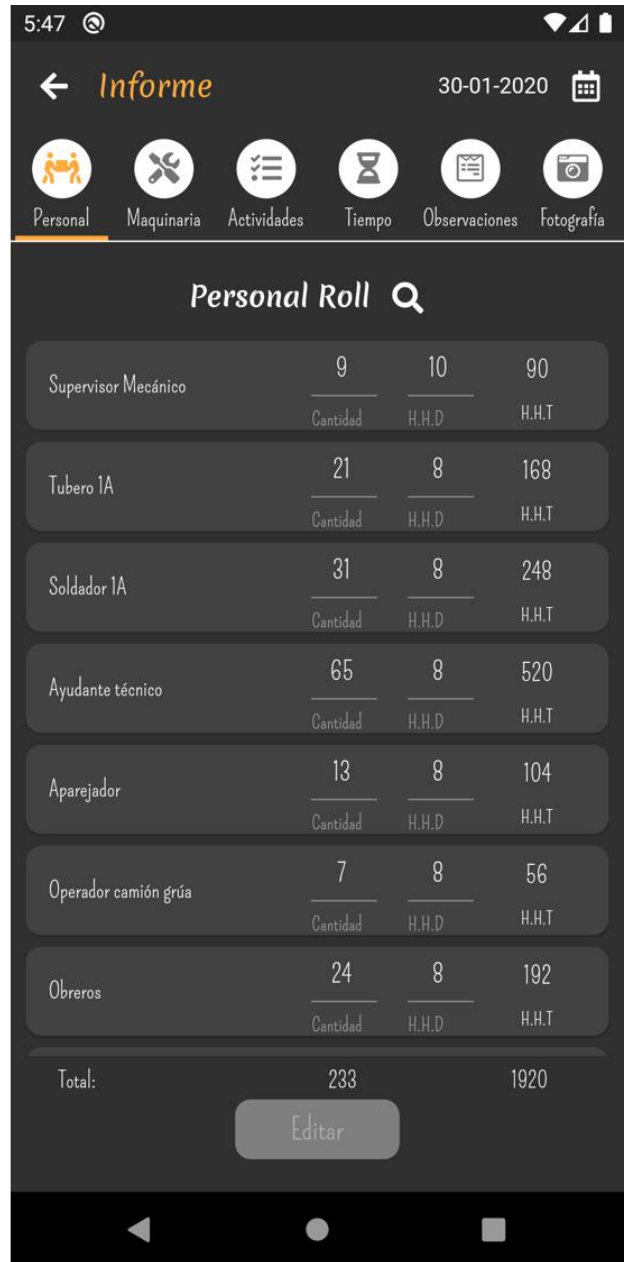 5:47
Informe 30-01-2020
Personal Maquinaria Actividades Tiempo Observaciones Fotografía
Personal Roll
Supervisor Mecánico 9 10 90
Cantidad H.H.D H.H.T
Tubero 1A 21 8 168
Cantidad H.H.D H.H.T
Soldador 1A 31 8 248
Cantidad H.H.D H.H.T
Ayudante técnico 65 8 520
Cantidad H.H.D H.H.T
Aparejador 13 8 104
Cantidad H.H.D H.H.T
Operador camión grúa 7 8 56
Cantidad H.H.D H.H.T
Obreros 24 8 192
Cantidad H.H.D H.H.T
Total: 233 1920
Editar